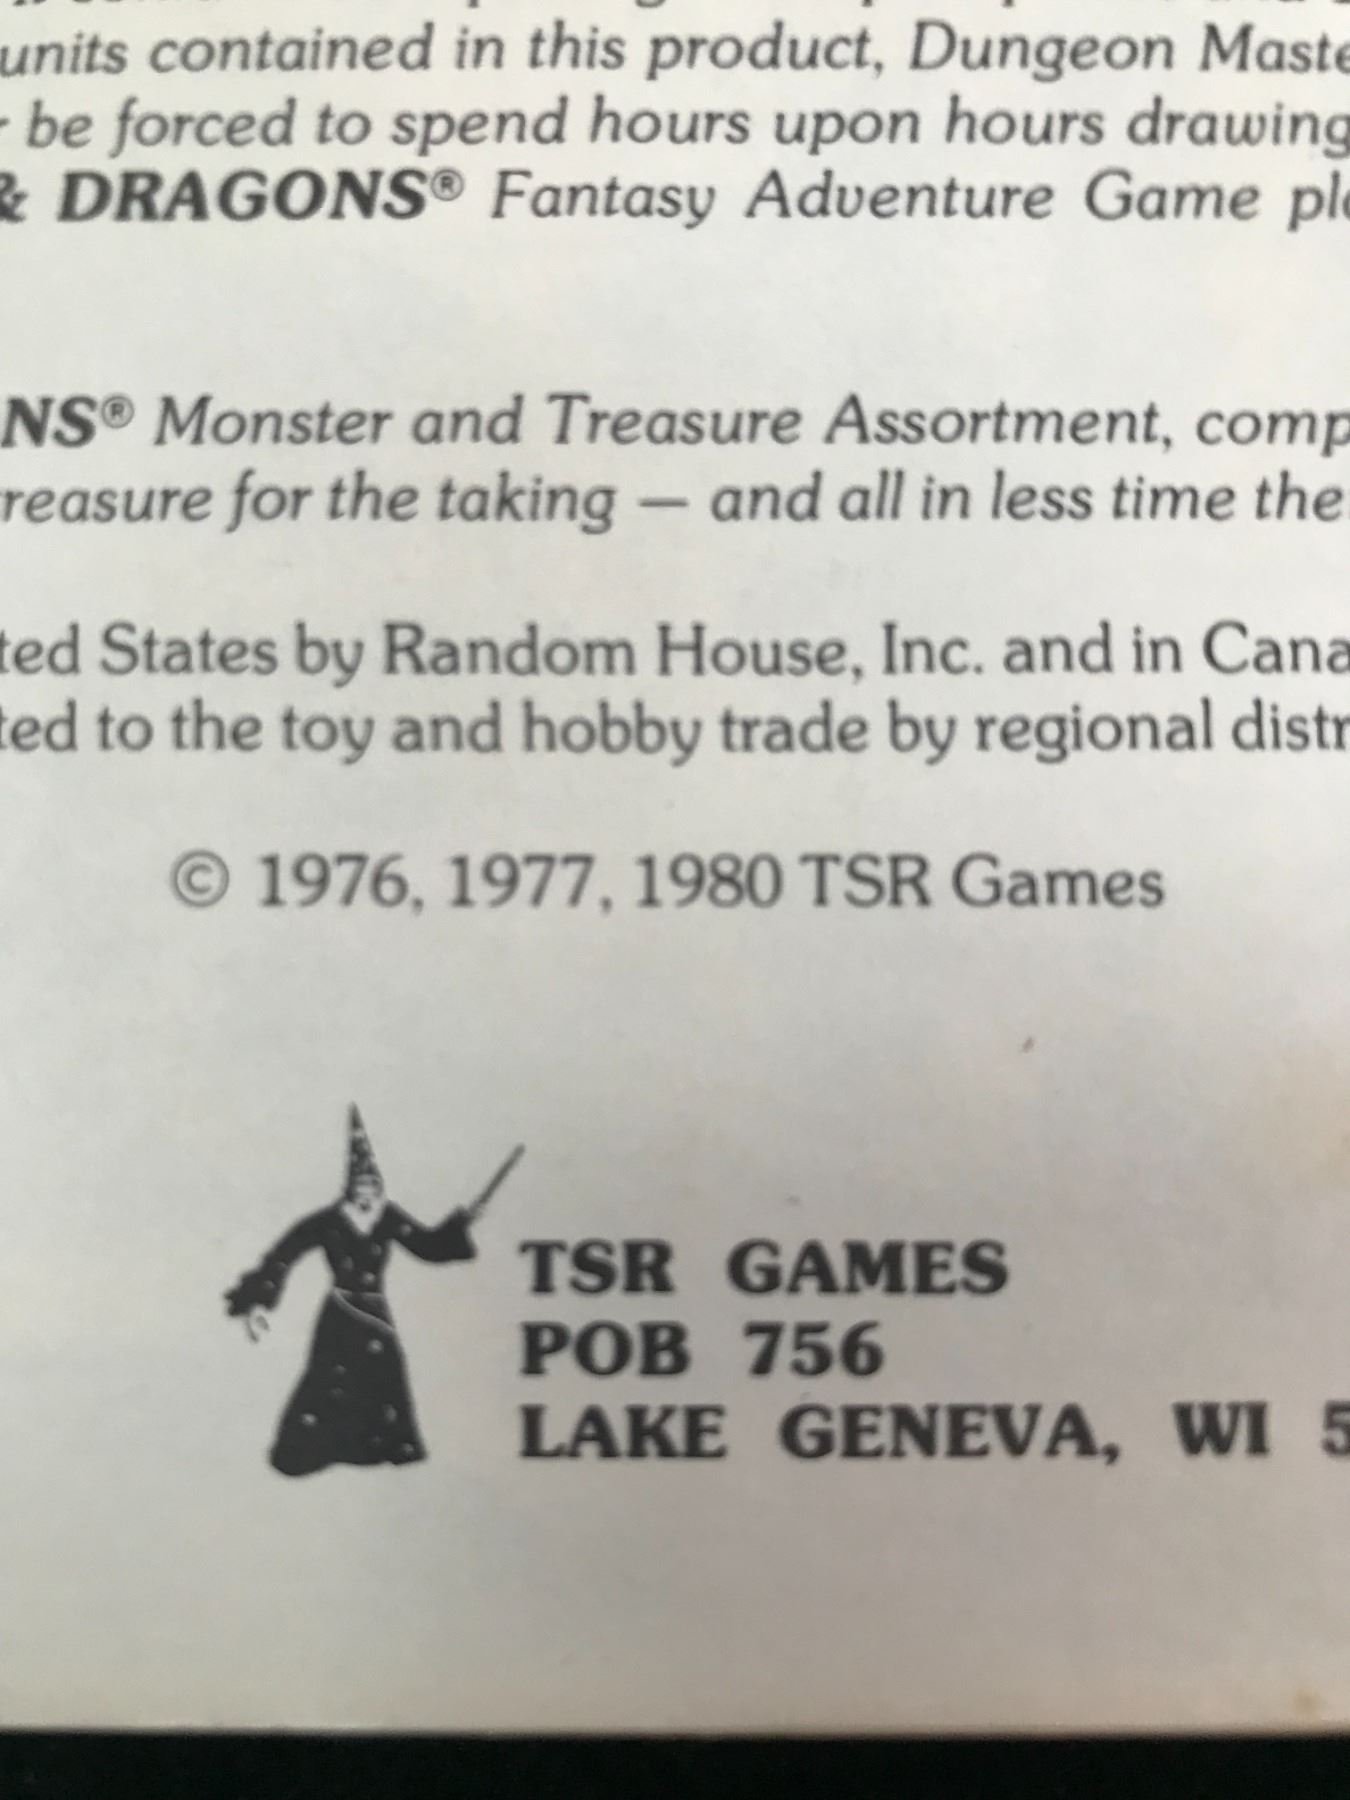 units contained in this product, Dungeon Maste
be forced to spend hours upon hours drawing
& DRAGONS® Fantasy Adventure Game pla
NS® Monster and Treasure Assortment, comp
reasure for the taking — and all in less time the
ted States by Random House, Inc. and in Cana
ted to the toy and hobby trade by regional distr
© 1976, 1977, 1980 TSR Games
TSR GAMES
POB 756
LAKE GENEVA, WI 5